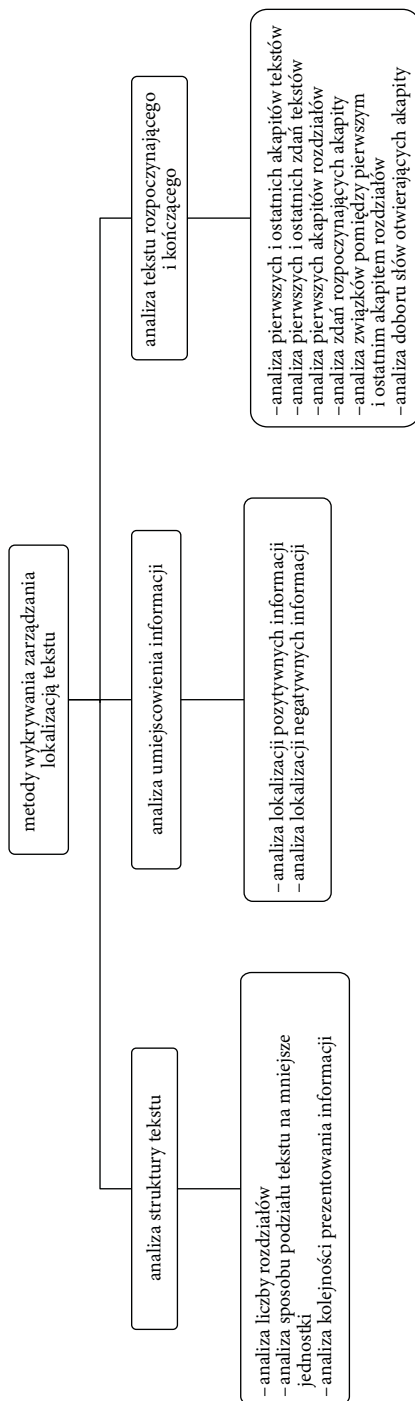 metody wykrywania zarządzania
lokalizacją tekstu
analiza struktury tekstu
– analiza liczby rozdziałów
– analiza sposobu podziału tekstu na mniejsze
jednostki
– analiza kolejności prezentowania informacji
analiza umiejscowienia informacji
– analiza lokalizacji pozytywnych informacji
– analiza lokalizacji negatywnych informacji
analiza tekstu rozpoczynającego
i kończącego
– analiza pierwszych i ostatnich akapitów tekstów
– analiza pierwszych i ostatnich zdań tekstów
– analiza pierwszych akapitów rozdziałów
– analiza zdań rozpoczynających akapity
– analiza związków pomiędzy pierwszym
i ostatnim akapitem rozdziałów
– analiza doboru słów otwierających akapity